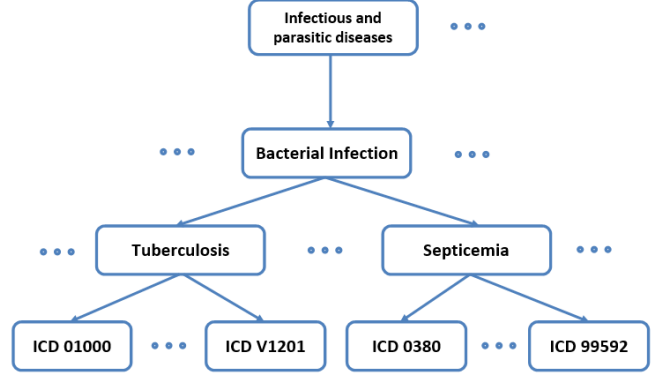 Infectious and
parasitic diseases
Bacterial Infection
Tuberculosis
Septicemia
ICD 01000
ICD V1201
ICD 0380
ICD 99592